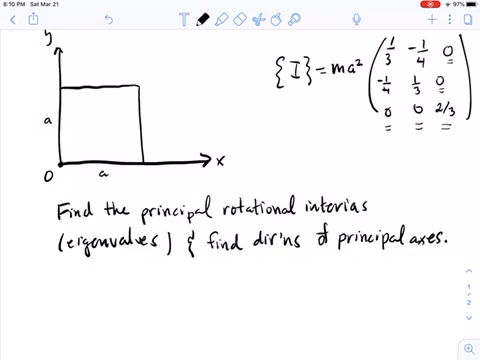 8:10 PM Sat Mar 21
97%
y
a
O
a
x
{I} = ma² ( 1/3 -1/4 0
-1/4 1/3 0
0 0 2/3 )
Find the principal rotational interias
(eigenvalues) & find dir'ns of principal axes.
1
/
2